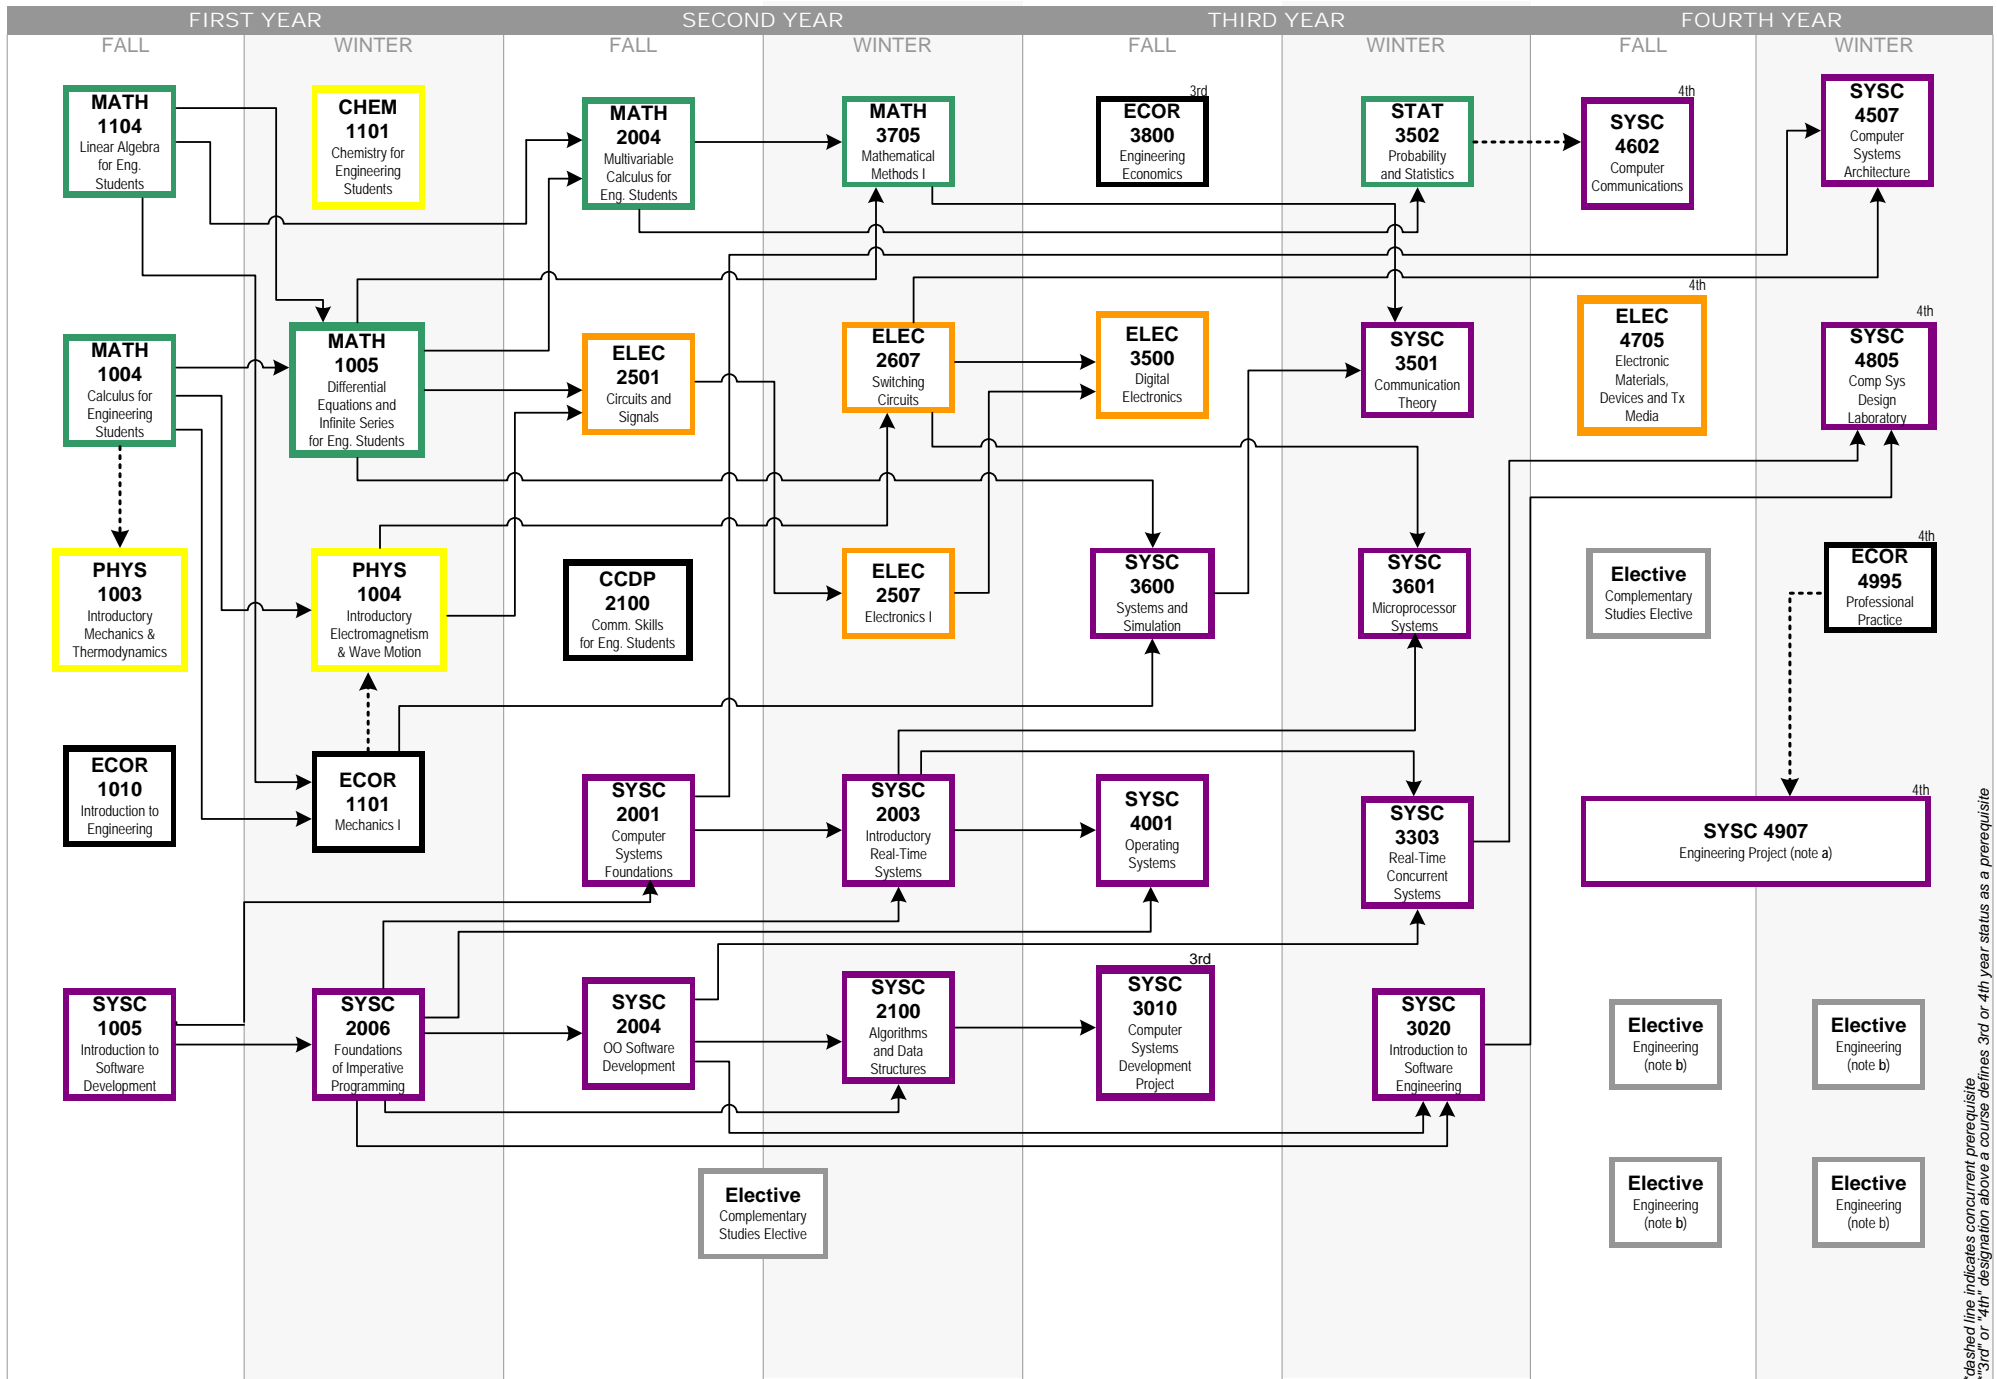 FIRST YEAR
SECOND YEAR
THIRD YEAR
FOURTH YEAR
FALL
WINTER
FALL
WINTER
FALL
WINTER
FALL
WINTER
MATH
1104
Linear Algebra
for Eng.
Students
CHEM
1101
Chemistry for
Engineering
Students
MATH
2004
Multivariable
Calculus for
Eng. Students
MATH
3705
Mathematical
Methods I
3rd
ECOR
3800
Engineering
Economics
STAT
3502
Probability
and Statistics
4th
SYSC
4602
Computer
Communications
SYSC
4507
Computer
Systems
Architecture
MATH
1004
Calculus for
Engineering
Students
MATH
1005
Differential
Equations and
Infinite Series
for Eng. Students
ELEC
2501
Circuits and
Signals
ELEC
2607
Switching
Circuits
ELEC
3500
Digital
Electronics
SYSC
3501
Communication
Theory
4th
ELEC
4705
Electronic
Materials,
Devices and Tx
Media
4th
SYSC
4805
Comp Sys
Design
Laboratory
PHYS
1003
Introductory
Mechanics &
Thermodynamics
PHYS
1004
Introductory
Electromagnetism
& Wave Motion
CCDP
2100
Comm. Skills
for Eng. Students
ELEC
2507
Electronics I
SYSC
3600
Systems and
Simulation
SYSC
3601
Microprocessor
Systems
Elective
Complementary
Studies Elective
4th
ECOR
4995
Professional
Practice
ECOR
1010
Introduction to
Engineering
ECOR
1101
Mechanics I
SYSC
2001
Computer
Systems
Foundations
SYSC
2003
Introductory
Real-Time
Systems
SYSC
4001
Operating
Systems
SYSC
3303
Real-Time
Concurrent
Systems
4th
SYSC 4907
Engineering Project (note a)
SYSC
1005
Introduction to
Software
Development
SYSC
2006
Foundations
of Imperative
Programming
SYSC
2004
OO Software
Development
SYSC
2100
Algorithms
and Data
Structures
3rd
SYSC
3010
Computer
Systems
Development
Project
SYSC
3020
Introduction to
Software
Engineering
Elective
Engineering
(note b)
Elective
Engineering
(note b)
Elective
Complementary
Studies Elective
Elective
Engineering
(note b)
Elective
Engineering
(note b)
*dashed line indicates concurrent prerequisite
*"3rd" or "4th" designation above a course defines 3rd or 4th year status as a prerequisite